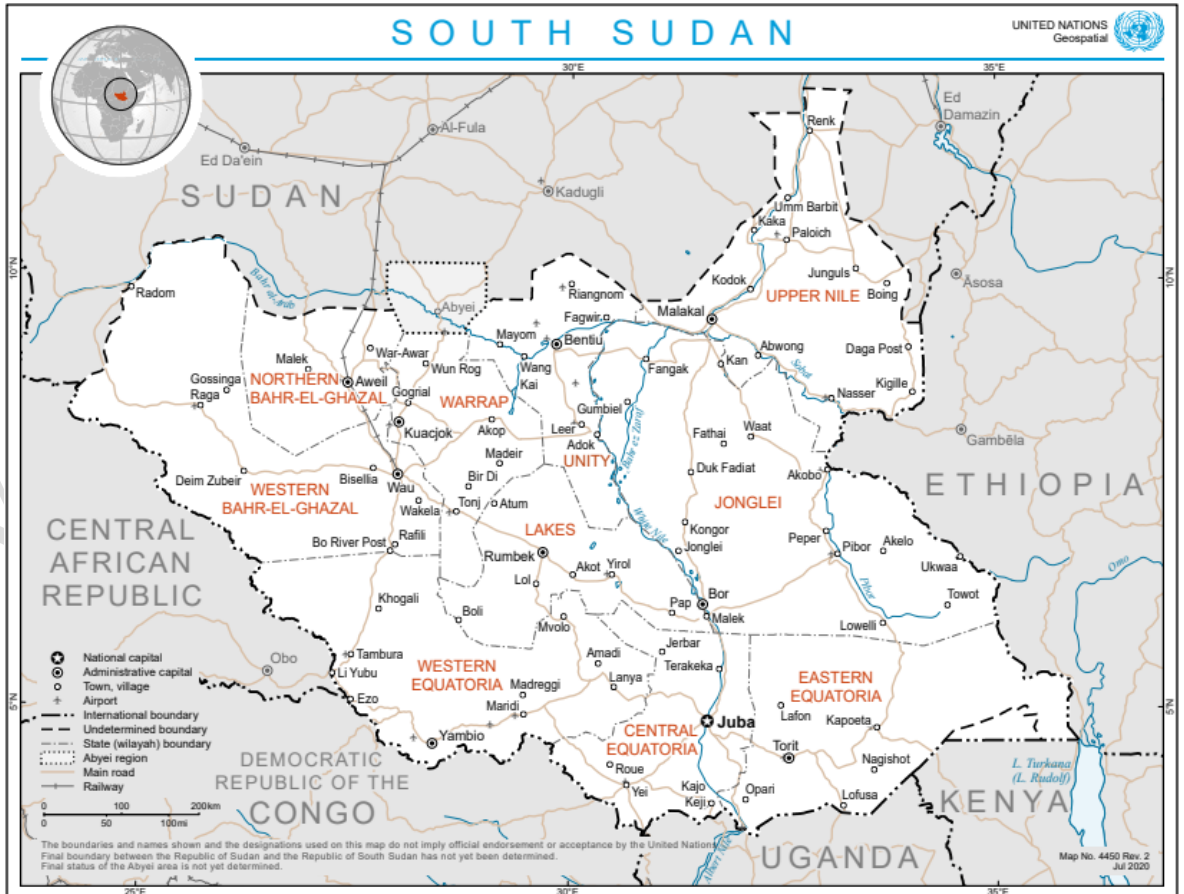 SOUTH SUDAN
UNITED NATIONS
Geospatial
30°E
35°E
Ed
Damazin
Renk
Al-Fula
Ed Da'ein
SUDAN
Kadugli
Umm Barbit
Kaka
Paloich
10°N
10°N
Bahr el-Arab
Radom
Abyei
Riangnom
Kodok
Junguls
UPPER NILE
Boing
Āsosa
Fagwir
Malakal
Mayom
Bentiu
War-Awar
Malek
Wun Rog
Wang
Kai
Fangak
Kan
Abwong
Daga Post
Sobat
Gossinga
Raga
NORTHERN
BAHR-EL-GHAZAL
Aweil
Gogrial
WARRAP
Gumbiel
Nasser
Kigille
Kuacjok
Akop
Leer
Adok
Bahr ez Zaraf
Fathai
Waat
Gambēla
Madeir
UNITY
Deim Zubeir
Bisellia
Wau
Bir Di
Duk Fadiat
Akobo
ETHIOPIA
WESTERN
BAHR-EL-GHAZAL
Wakela
Tonj
Atum
JONGLEI
White Nile
CENTRAL
AFRICAN
REPUBLIC
Bo River Post
Rafili
LAKES
Rumbek
Kongor
Jonglei
Peper
Pibor
Akelo
Ukwaa
Omo
Lol
Akot
Yirol
Khogali
Boli
Pap
Bor
Malek
Pibor
Towot
Mvolo
Lowelli
Tambura
Li Yubu
Obo
Ezo
WESTERN
EQUATORIA
Amadi
Jerbar
Terakeka
Lanya
EASTERN
EQUATORIA
Madreggi
Maridi
5°N
5°N
Lafon
Kapoeta
Juba
CENTRAL
EQUATORIA
Yambio
Torit
Nagishot
Roue
Yei
Kajo
Keji
Opari
Lofusa
L. Turkana
(L. Rudolf)
DEMOCRATIC
REPUBLIC OF THE
CONGO
KENYA
UGANDA
Albert Nile
National capital
Administrative capital
Town, village
Airport
International boundary
Undetermined boundary
State (wilayah) boundary
Abyei region
Main road
Railway
0 100 200km
0 50 100mi
The boundaries and names shown and the designations used on this map do not imply official endorsement or acceptance by the United Nations.
Final boundary between the Republic of Sudan and the Republic of South Sudan has not yet been determined.
Final status of the Abyei area is not yet determined.
Map No. 4450 Rev. 2
Jul 2020
25°E
30°E
35°E